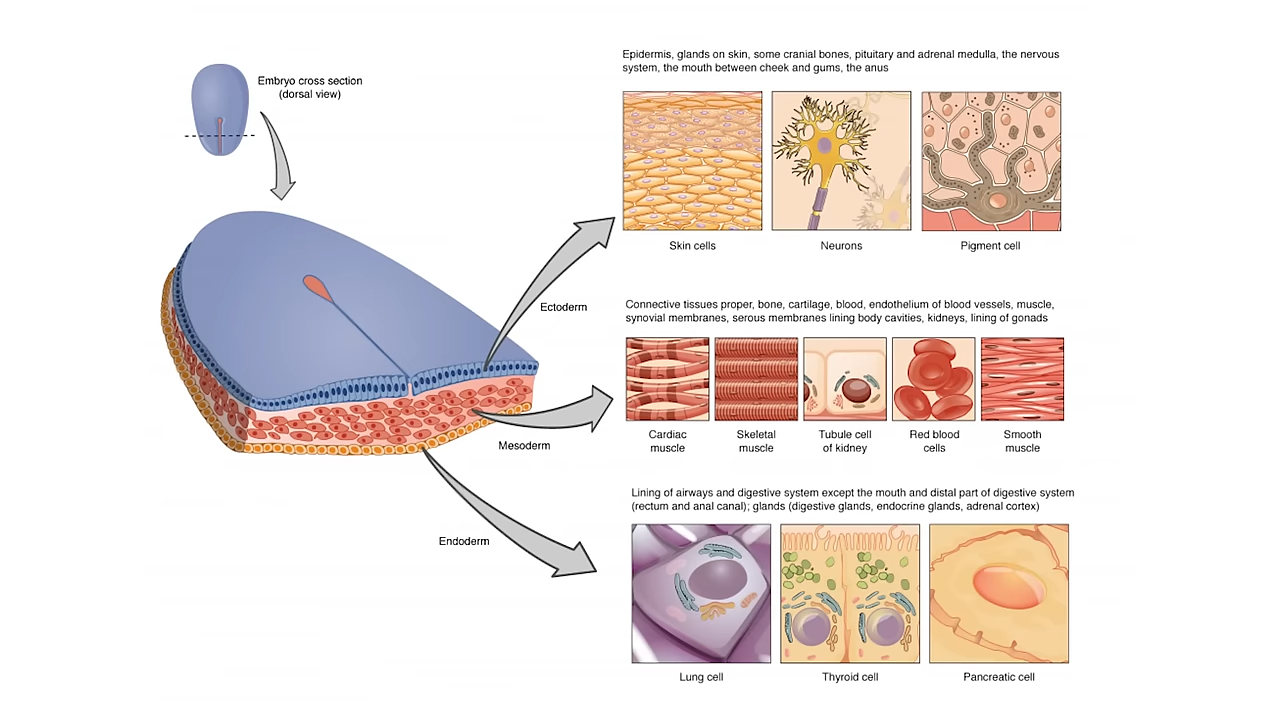 Embryo cross section
(dorsal view)
Epidermis, glands on skin, some cranial bones, pituitary and adrenal medulla, the nervous
system, the mouth between cheek and gums, the anus
Skin cells
Neurons
Pigment cell
Ectoderm
Connective tissues proper, bone, cartilage, blood, endothelium of blood vessels, muscle,
synovial membranes, serous membranes lining body cavities, kidneys, lining of gonads
Cardiac
muscle
Skeletal
muscle
Tubule cell
of kidney
Red blood
cells
Smooth
muscle
Mesoderm
Lining of airways and digestive system except the mouth and distal part of digestive system
(rectum and anal canal); glands (digestive glands, endocrine glands, adrenal cortex)
Endoderm
Lung cell
Thyroid cell
Pancreatic cell